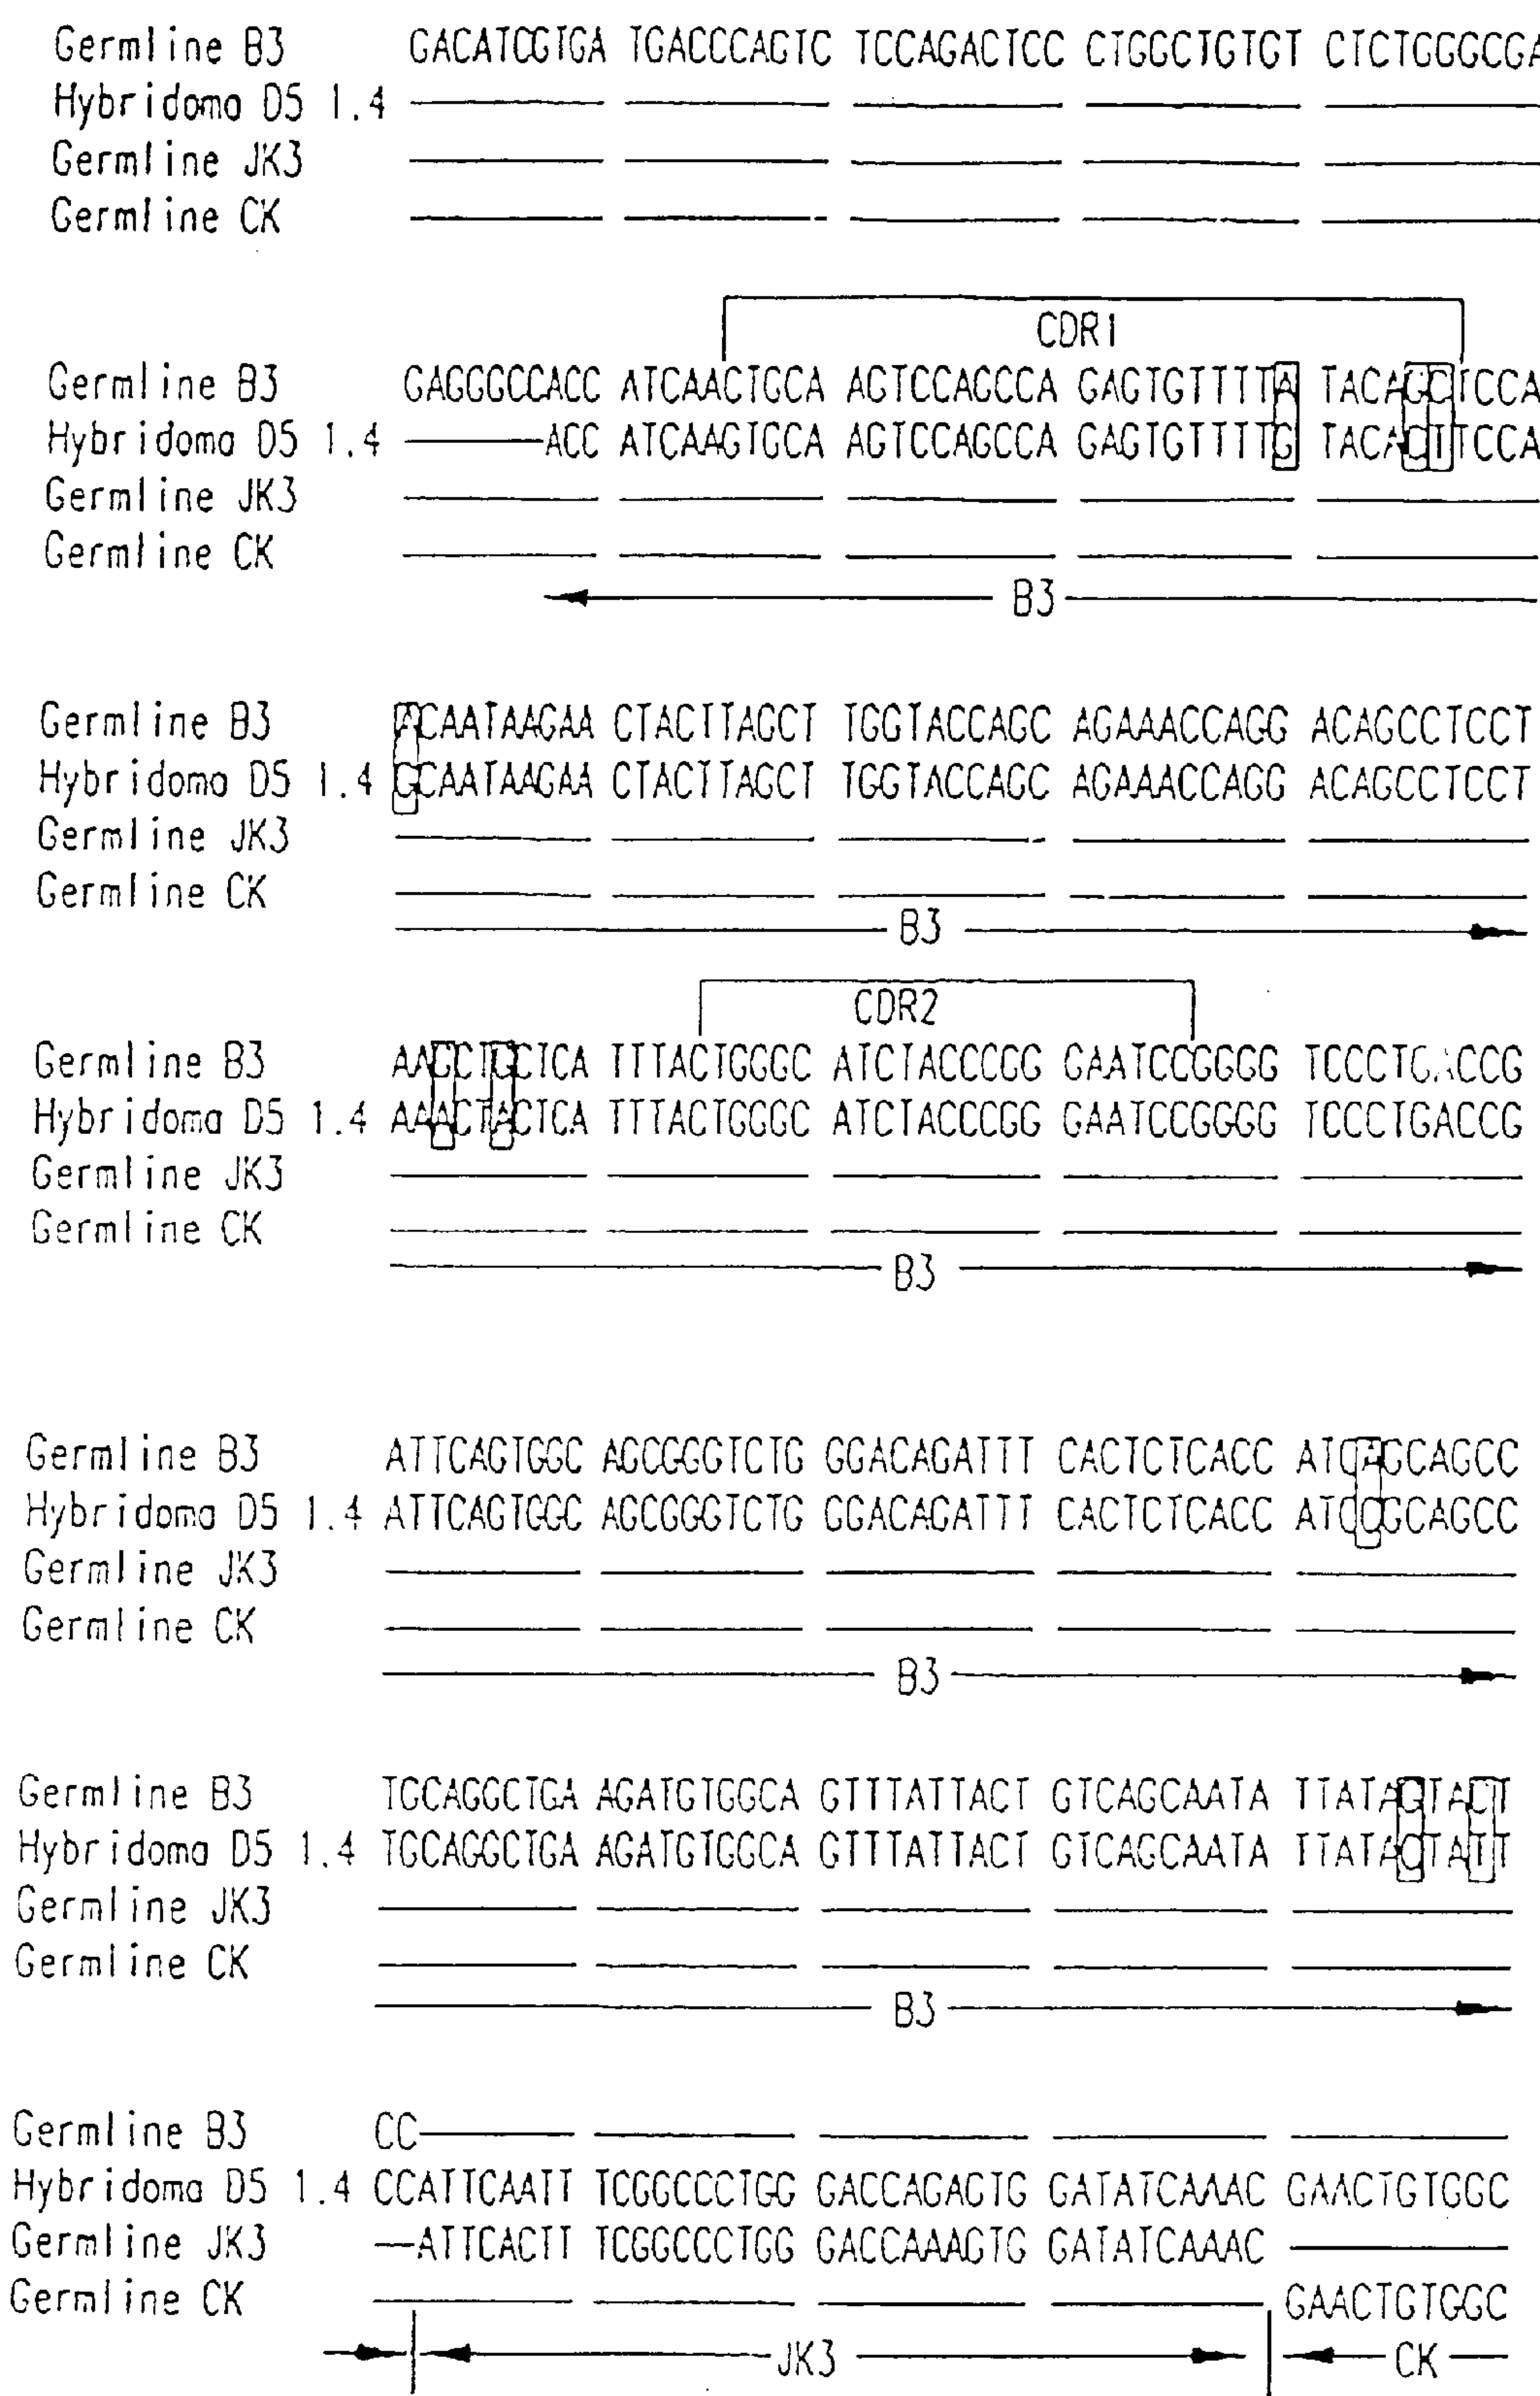 Germline B3 GACATCGTGA TGACCCAGTC TCCAGACTCC CTGGCTGTGT CTCTGGGCGA
Hybridoma D5 1.4
Germline JK3
Germline CK
CDR1
Germline B3 GAGGGCCACC ATCAACTGCA AGTCCAGCCA GAGTGTTTTA TACAGCTCCA
Hybridoma D5 1.4 ACC ATCAAGTGCA AGTCCAGCCA GAGTGTTTTG TACACTTCCA
Germline JK3
Germline CK
B3
Germline B3 ACAATAAGAA CTACTTAGCT TGGTACCAGC AGAAACCAGG ACAGCCTCCT
Hybridoma D5 1.4 GCAATAAGAA CTACTTAGCT TGGTACCAGC AGAAACCAGG ACAGCCTCCT
Germline JK3
Germline CK
B3
CDR2
Germline B3 AAGCTGCTCA TTTACTGGGC ATCTACCCGG GAATCCGGGG TCCCTGACCG
Hybridoma D5 1.4 AAACTACTCA TTTACTGGGC ATCTACCCGG GAATCCGGGG TCCCTGACCG
Germline JK3
Germline CK
B3
Germline B3 ATTCAGTGGC AGCGGGTCTG GGACAGATTT CACTCTCACC ATCAGCAGCC
Hybridoma D5 1.4 ATTCAGTGGC AGCGGGTCTG GGACAGATTT CACTCTCACC ATCCGCAGCC
Germline JK3
Germline CK
B3
Germline B3 TGCAGGCTGA AGATGTGGCA GTTTATTACT GTCAGCAATA TTATAGTACT
Hybridoma D5 1.4 TGCAGGCTGA AGATGTGGCA GTTTATTACT GTCAGCAATA TTATACTATT
Germline JK3
Germline CK
B3
Germline B3 CC
Hybridoma D5 1.4 CCATTCAATT TCGGCCCTGG GACCAGAGTG GATATCAAAC GAACTGTGGC
Germline JK3 ATTCACTT TCGGCCCTGG GACCAAAGTG GATATCAAAC
Germline CK GAACTGTGGC
JK3 CK